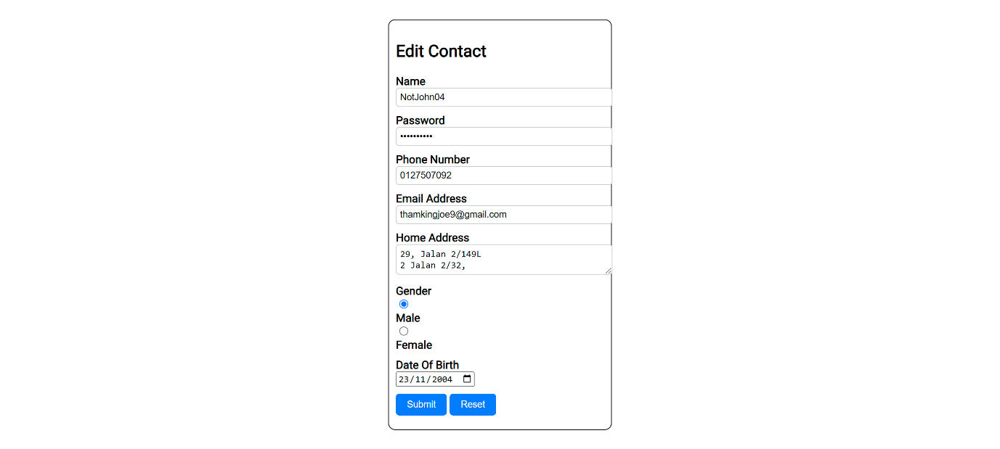 Edit Contact
Name
NotJohn04
Password
••••••••••
Phone Number
0127507092
Email Address
thamkingjoe9@gmail.com
Home Address
29, Jalan 2/149L
2 Jalan 2/32,
Gender
Male
Female
Date Of Birth
23/11/2004
Submit Reset